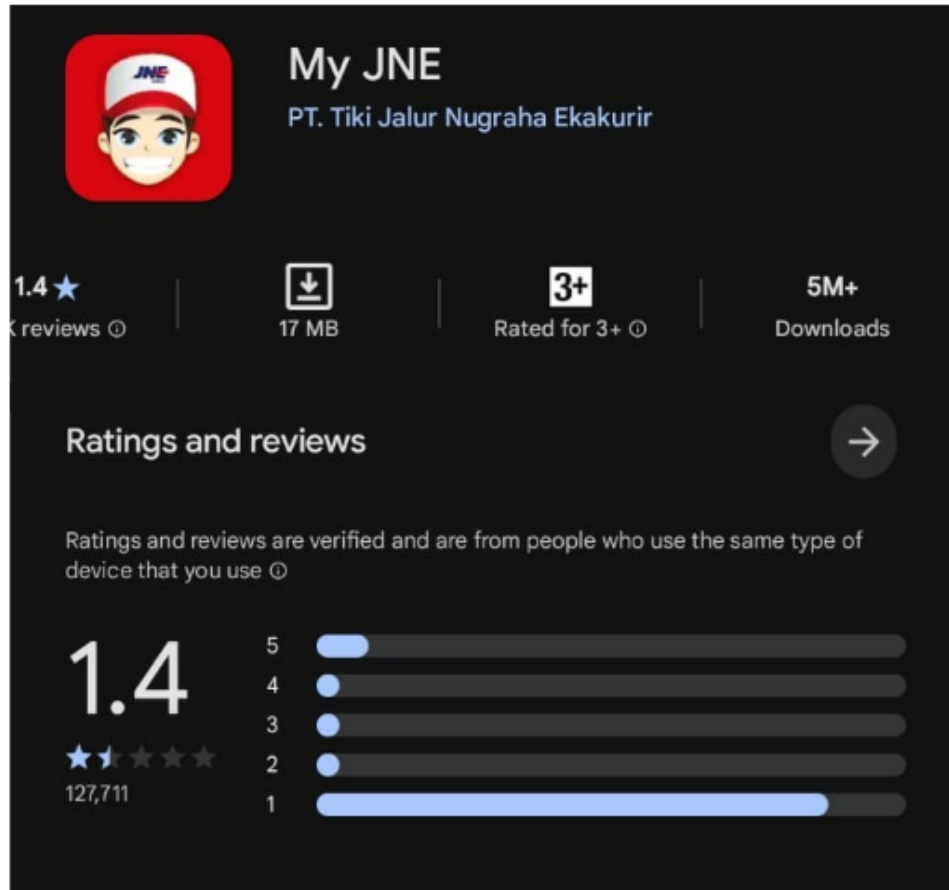 JNE
My JNE
PT. Tiki Jalur Nugraha Ekakurir
1.4
reviews
17 MB
3+
Rated for 3+
5M+
Downloads
Ratings and reviews
Ratings and reviews are verified and are from people who use the same type of
device that you use
1.4
127,711
5
4
3
2
1